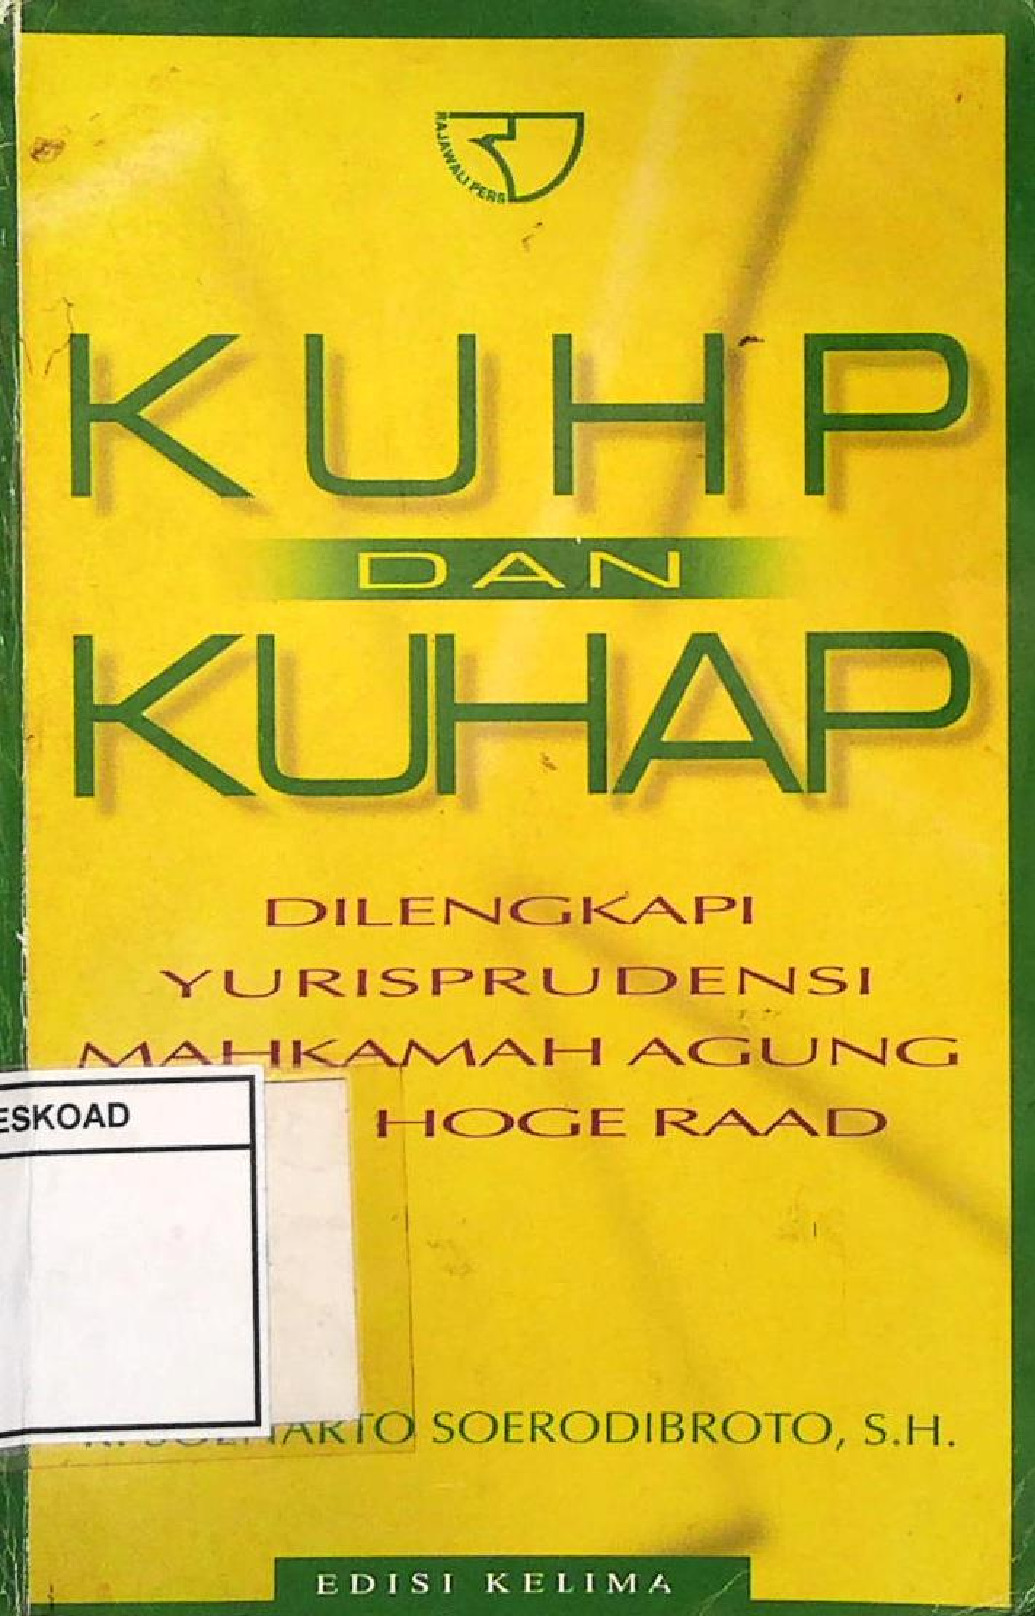 RAJAWALI PERS
KUHP
DAN
KUHAP
DILENGKAPI
YURISPRUDENSI
MAHKAMAH AGUNG
HOGE RAAD
ESKOAD
SOERODIBROTO, S.H.
EDISI KELIMA